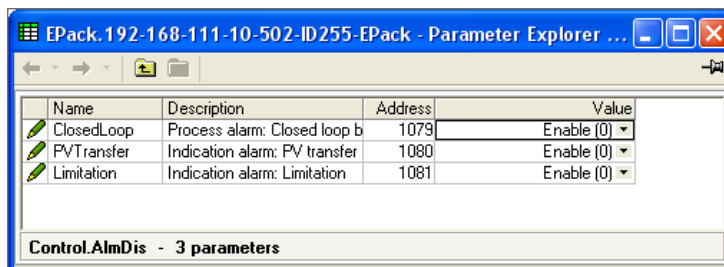 EPack.192-168-111-10-502-ID255-EPack - Parameter Explorer ...
Name Description Address Value
ClosedLoop Process alarm: Closed loop b 1079 Enable (0)
PVTransfer Indication alarm: PV transfer 1080 Enable (0)
Limitation Indication alarm: Limitation 1081 Enable (0)
Control.AlmDis - 3 parameters